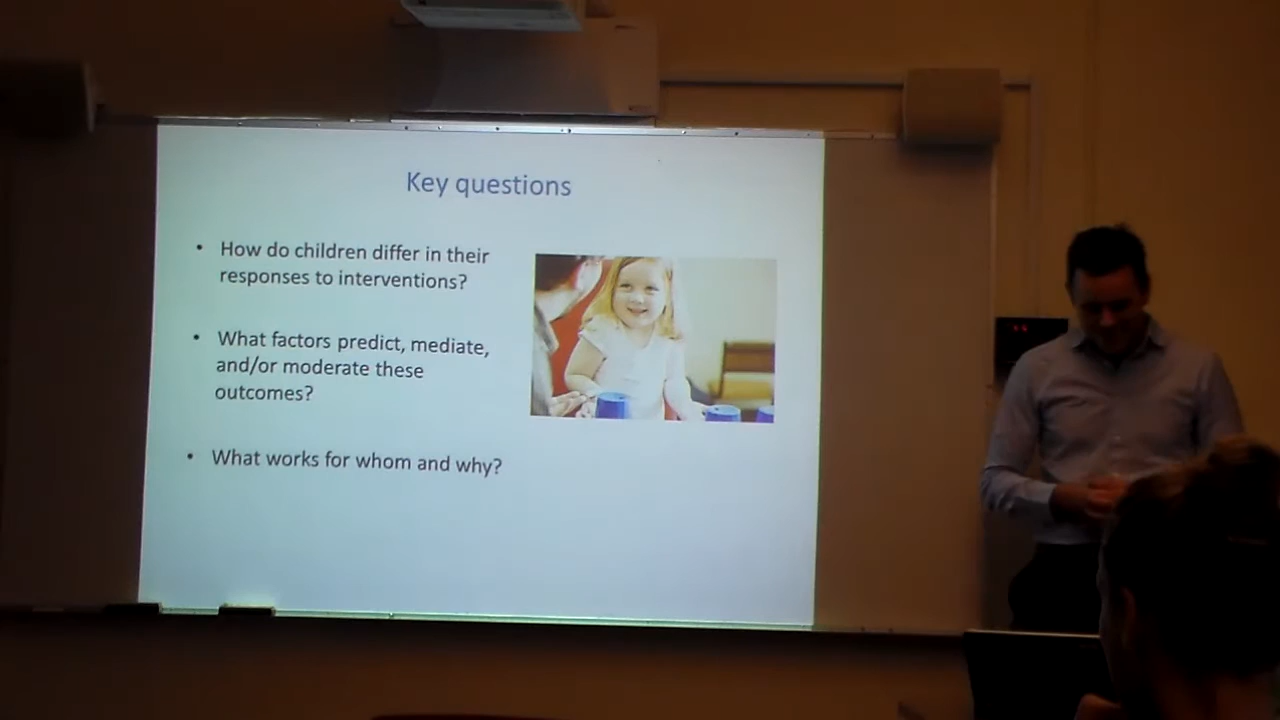 Key questions
• How do children differ in their
responses to interventions?
• What factors predict, mediate,
and/or moderate these
outcomes?
• What works for whom and why?